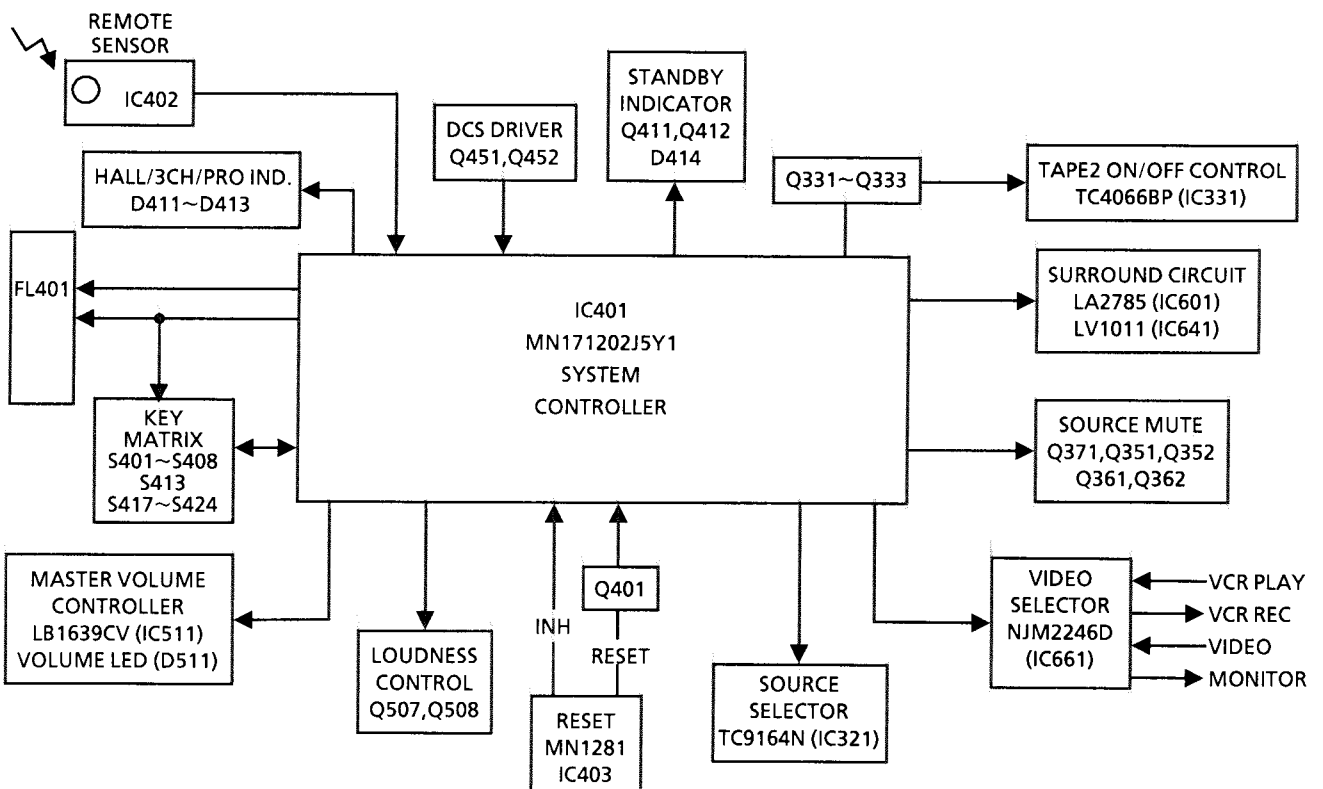 REMOTE
SENSOR
IC402
DCS DRIVER
Q451,Q452
STANDBY
INDICATOR
Q411,Q412
D414
Q331~Q333
TAPE2 ON/OFF CONTROL
TC4066BP (IC331)
HALL/3CH/PRO IND.
D411~D413
FL401
IC401
MN171202J5Y1
SYSTEM
CONTROLLER
SURROUND CIRCUIT
LA2785 (IC601)
LV1011 (IC641)
KEY
MATRIX
S401~S408
S413
S417~S424
SOURCE MUTE
Q371,Q351,Q352
Q361,Q362
MASTER VOLUME
CONTROLLER
LB1639CV (IC511)
VOLUME LED (D511)
LOUDNESS
CONTROL
Q507,Q508
INH
Q401
RESET
RESET
MN1281
IC403
SOURCE
SELECTOR
TC9164N (IC321)
VIDEO
SELECTOR
NJM2246D
(IC661)
VCR PLAY
VCR REC
VIDEO
MONITOR